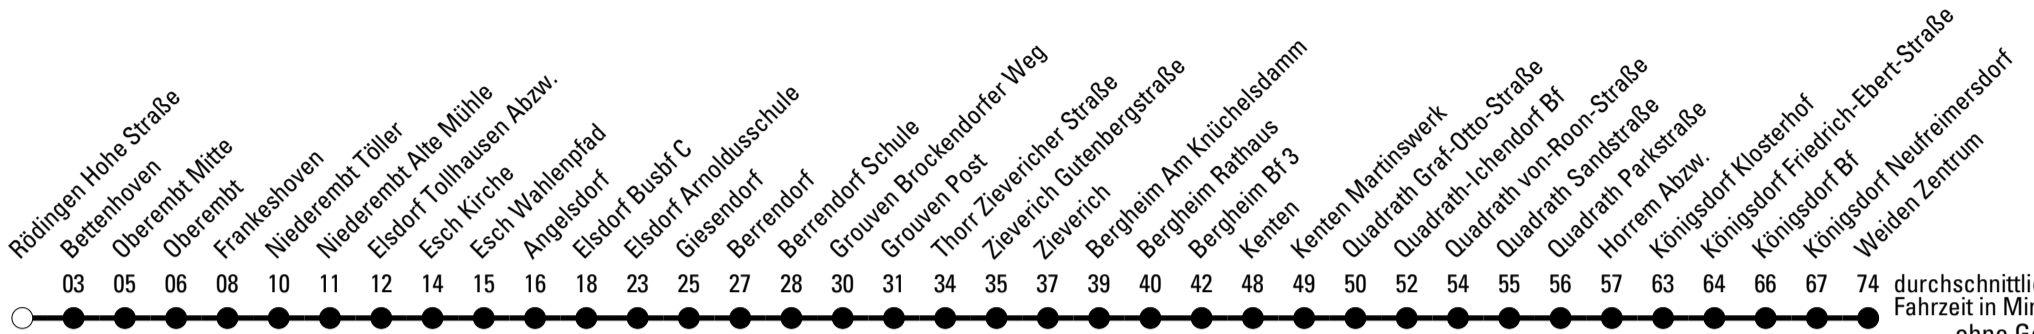 Rödingen Hohe Straße
Bettenhoven
Oberembt Mitte
Oberembt
Frankeshoven
Niederembt Töller
Niederembt Alte Mühle
Elsdorf Tollhausen Abzw.
Esch Kirche
Esch Wahlenpfad
Angelsdorf
Elsdorf Busbf C
Elsdorf Arnoldusschule
Giesendorf
Berrendorf
Berrendorf Schule
Grouven Brockendorfer Weg
Grouven Post
Thorr Zievericher Straße
Zieverich Gutenbergstraße
Zieverich
Bergheim Am Knüchelsdamm
Bergheim Rathaus
Bergheim Bf 3
Kenten
Kenten Martinswerk
Quadrath Graf-Otto-Straße
Quadrath-Ichendorf Bf
Quadrath von-Roon-Straße
Quadrath Sandstraße
Quadrath Parkstraße
Horrem Abzw.
Königsdorf Klosterhof
Königsdorf Friedrich-Ebert-Straße
Königsdorf Bf
Königsdorf Neufreimersdorf
Weiden Zentrum
03 05 06 08 10 11 12 14 15 16 18 23 25 27 28 30 31 34 35 37 39 40 42 48 49 50 52 54 55 56 57 63 64 66 67 74 durchschnittli
Fahrzeit in Min
ohne